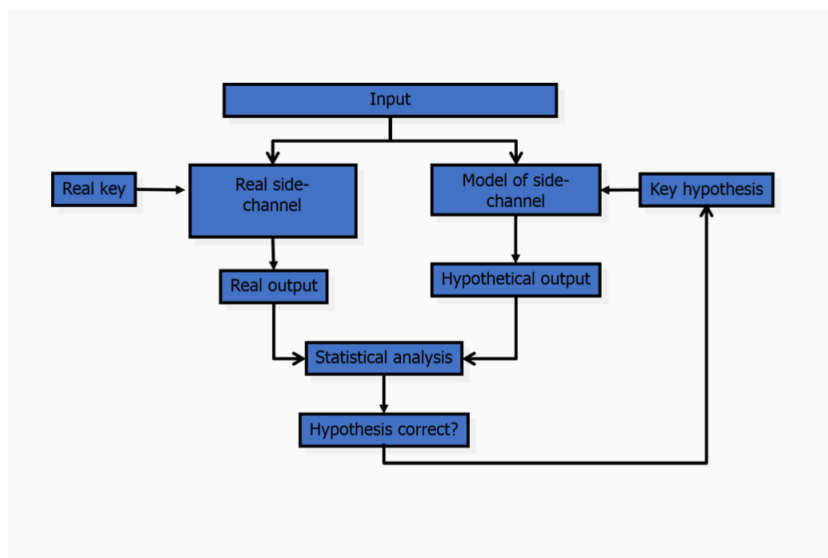 Input
Real key
Real side-
channel
Model of side-
channel
Key hypothesis
Real output
Hypothetical output
Statistical analysis
Hypothesis correct?